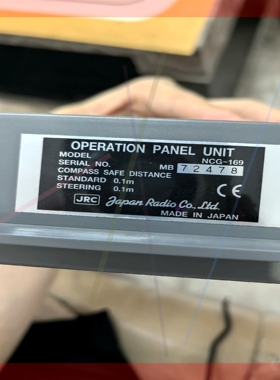 OPERATION PANEL UNIT
MODEL NCG-169
SERIAL NO. MB 72478
COMPASS SAFE DISTANCE
STANDARD 0.1m
STEERING 0.1m
CE
JRC Japan Radio Co., Ltd.
MADE IN JAPAN